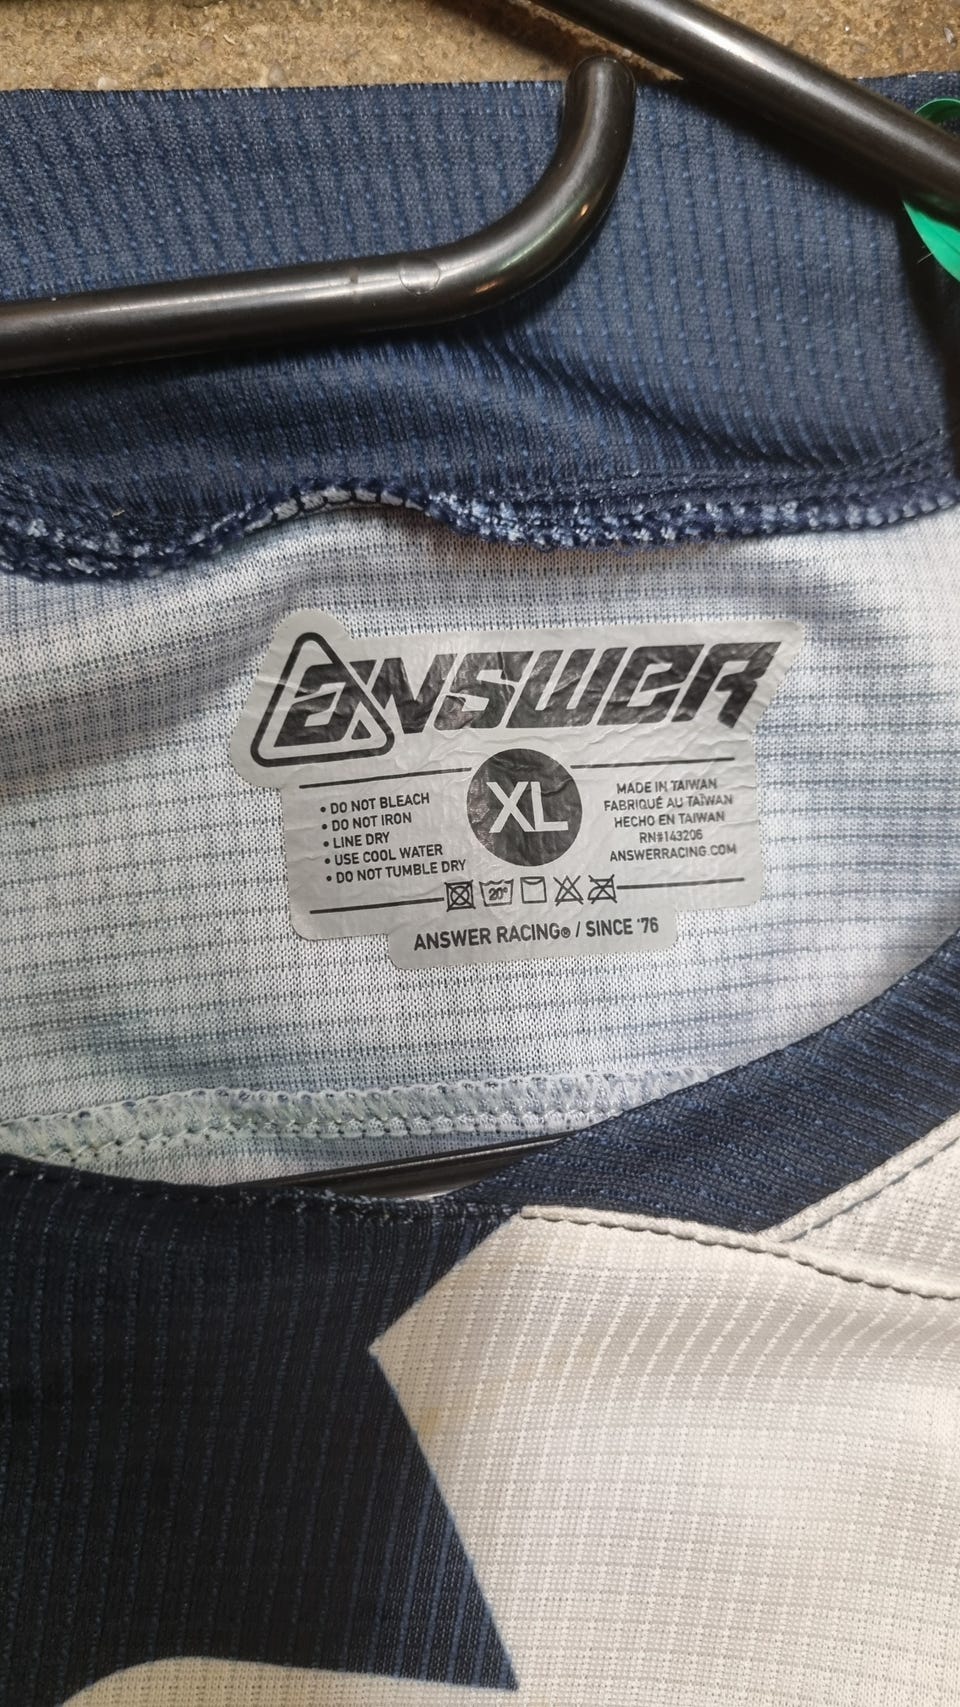 ANSWER
• DO NOT BLEACH
• DO NOT IRON
• LINE DRY
• USE COOL WATER
• DO NOT TUMBLE DRY
XL
MADE IN TAIWAN
FABRIQUÉ AU TAÏWAN
HECHO EN TAIWAN
RN#143206
ANSWERRACING.COM
20°
ANSWER RACING® / SINCE '76